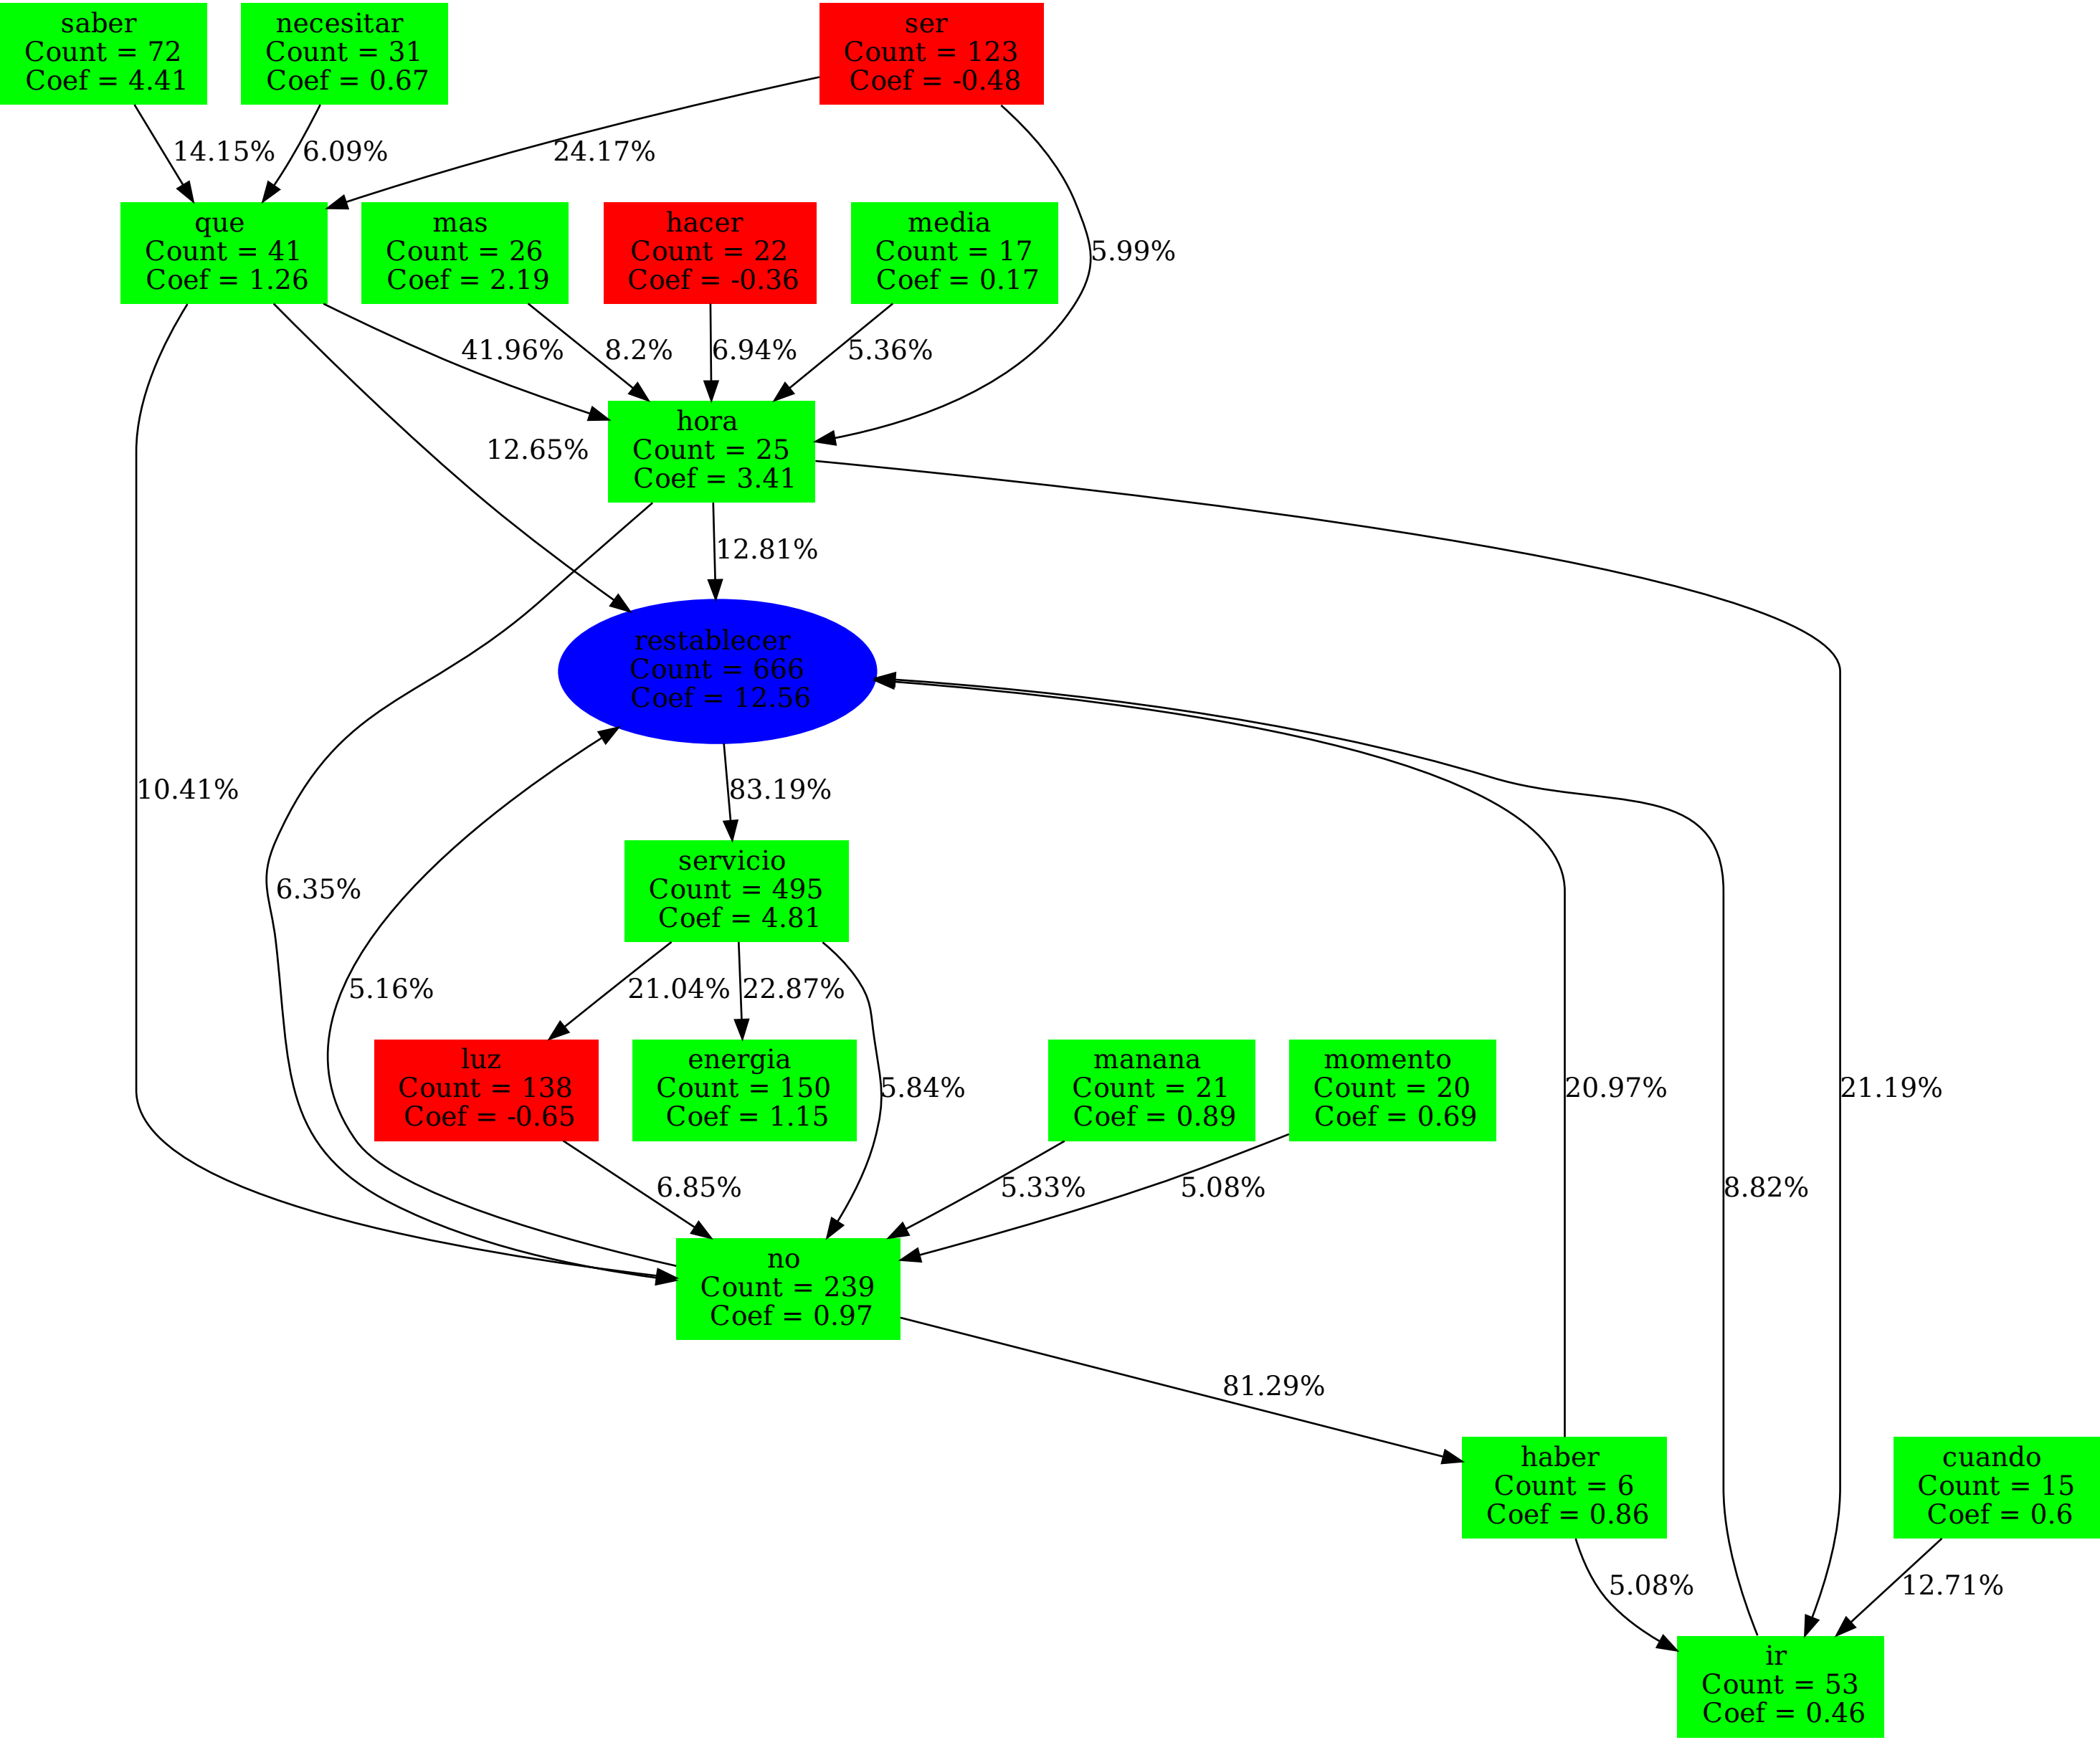 saber
Count = 72
Coef = 4.41
necesitar
Count = 31
Coef = 0.67
ser
Count = 123
Coef = -0.48
14.15%
6.09%
24.17%
que
Count = 41
Coef = 1.26
mas
Count = 26
Coef = 2.19
hacer
Count = 22
Coef = -0.36
media
Count = 17
Coef = 0.17
5.99%
41.96%
8.2%
6.94%
5.36%
hora
Count = 25
Coef = 3.41
12.65%
12.81%
restablecer
Count = 666
Coef = 12.56
10.41%
83.19%
6.35%
servicio
Count = 495
Coef = 4.81
5.16%
21.04%
22.87%
luz
Count = 138
Coef = -0.65
energia
Count = 150
Coef = 1.15
5.84%
manana
Count = 21
Coef = 0.89
momento
Count = 20
Coef = 0.69
20.97%
21.19%
6.85%
5.33%
5.08%
8.82%
no
Count = 239
Coef = 0.97
81.29%
haber
Count = 6
Coef = 0.86
cuando
Count = 15
Coef = 0.6
5.08%
12.71%
ir
Count = 53
Coef = 0.46